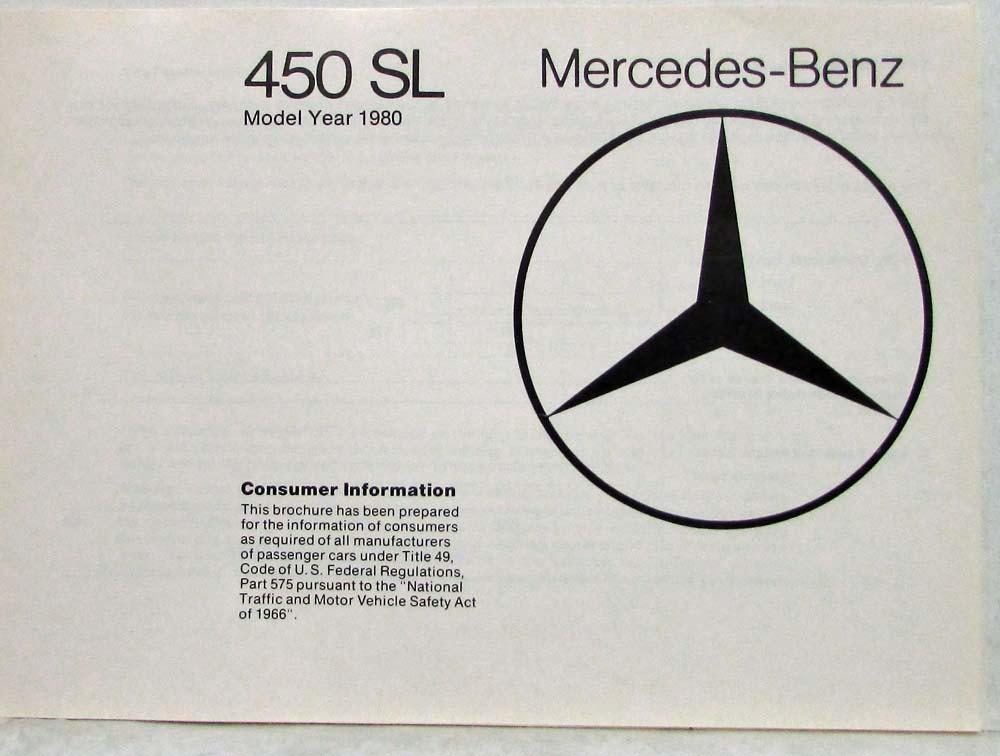 450 SL
Model Year 1980
Mercedes-Benz
Consumer Information
This brochure has been prepared
for the information of consumers
as required of all manufacturers
of passenger cars under Title 49,
Code of U. S. Federal Regulations,
Part 575 pursuant to the "National
Traffic and Motor Vehicle Safety Act
of 1966".